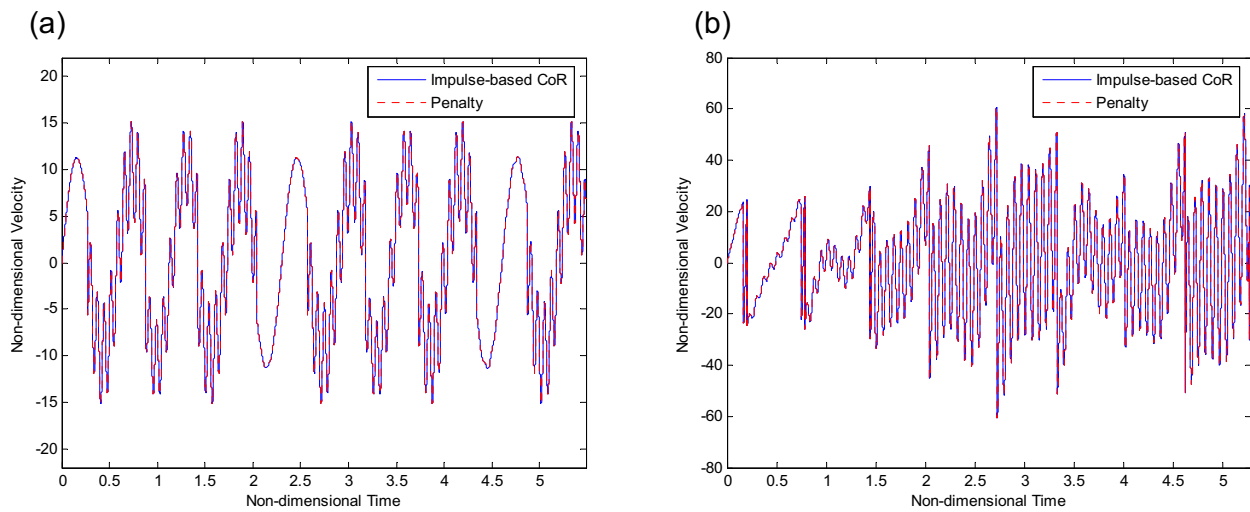 (a)
20
15
10
5
0
-5
-10
-15
-20
Non-dimensional Velocity
0 0.5 1 1.5 2 2.5 3 3.5 4 4.5 5
Non-dimensional Time
Impulse-based CoR
Penalty
(b)
80
60
40
20
0
-20
-40
-60
-80
Non-dimensional Velocity
0 0.5 1 1.5 2 2.5 3 3.5 4 4.5 5
Non-dimensional Time
Impulse-based CoR
Penalty